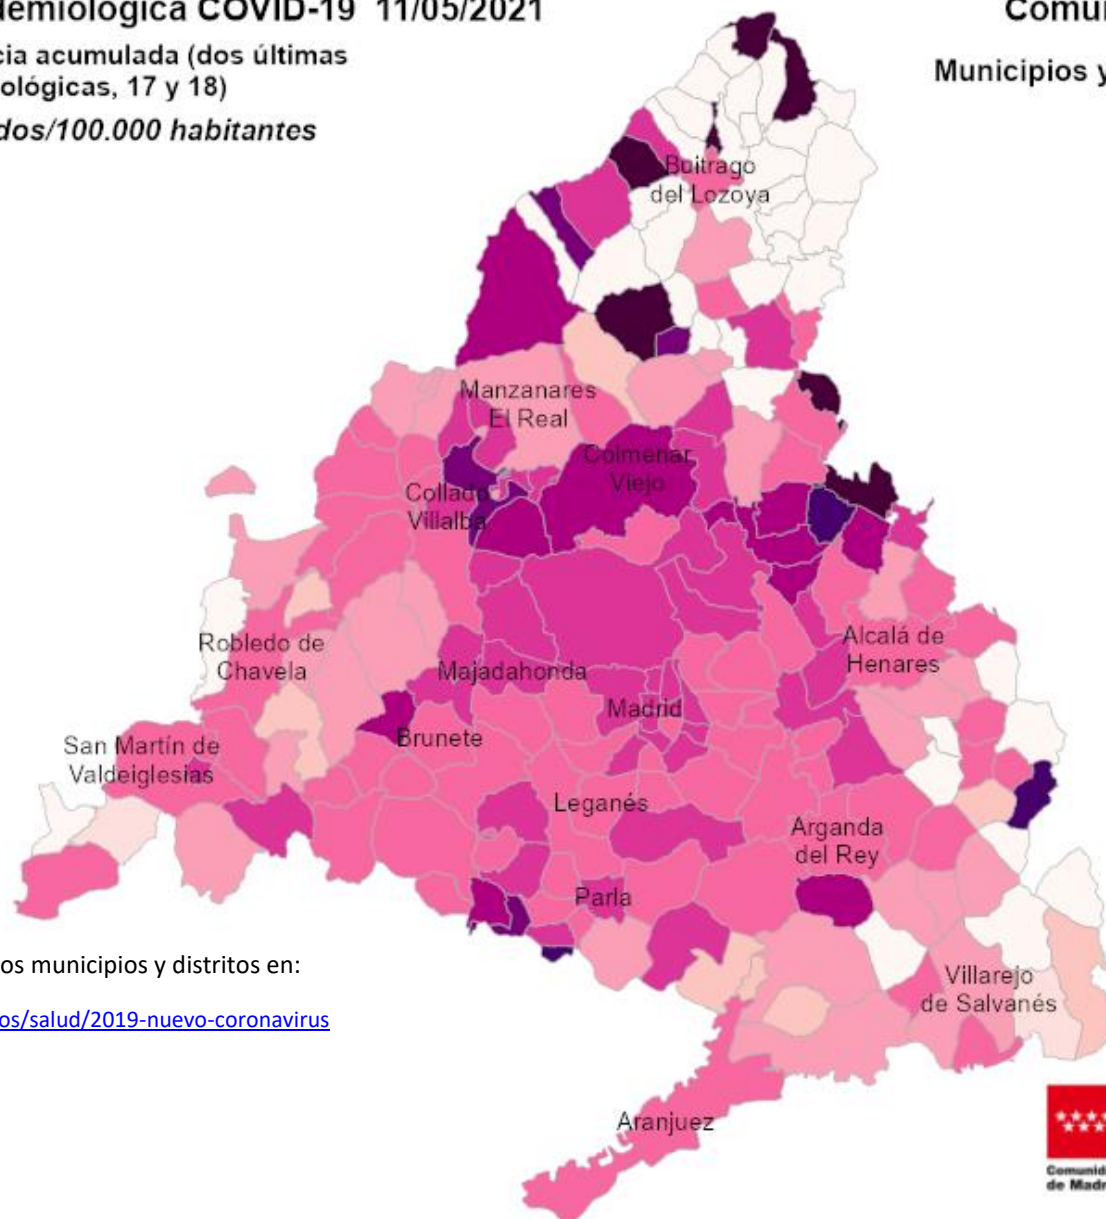 demiológica COVID-19 11/05/2021
Comu
cia acumulada (dos últimas
ológicas, 17 y 18)
Municipios y
dos/100.000 habitantes
Buitrago
del Lozoya
Manzanares
El Real
Colmenar
Viejo
Collado
Villalba
Robledo de
Chavela
Alcalá de
Henares
Majadahonda
Madrid
Brunete
San Martín de
Valdeiglesias
Leganés
Arganda
del Rey
Parla
os municipios y distritos en:
Villarejo
de Salvanés
os/salud/2019-nuevo-coronavirus
Aranjuez
Comunid
de Madr